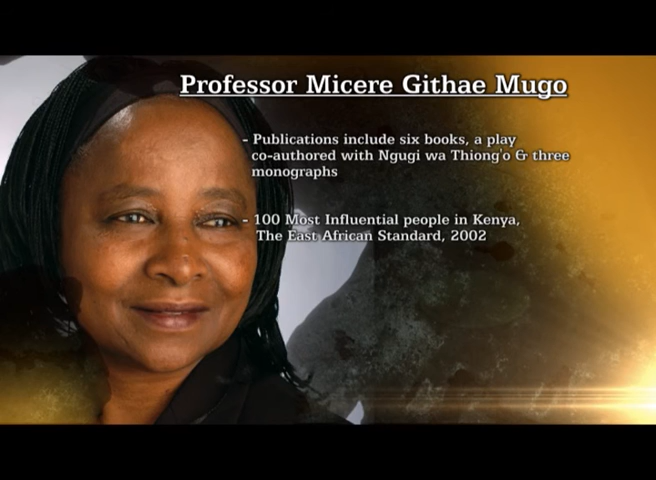 Professor Micere Githae Mugo
- Publications include six books, a play
co-authored with Ngugi wa Thiong'o & three
monographs
- 100 Most Influential people in Kenya,
The East African Standard, 2002